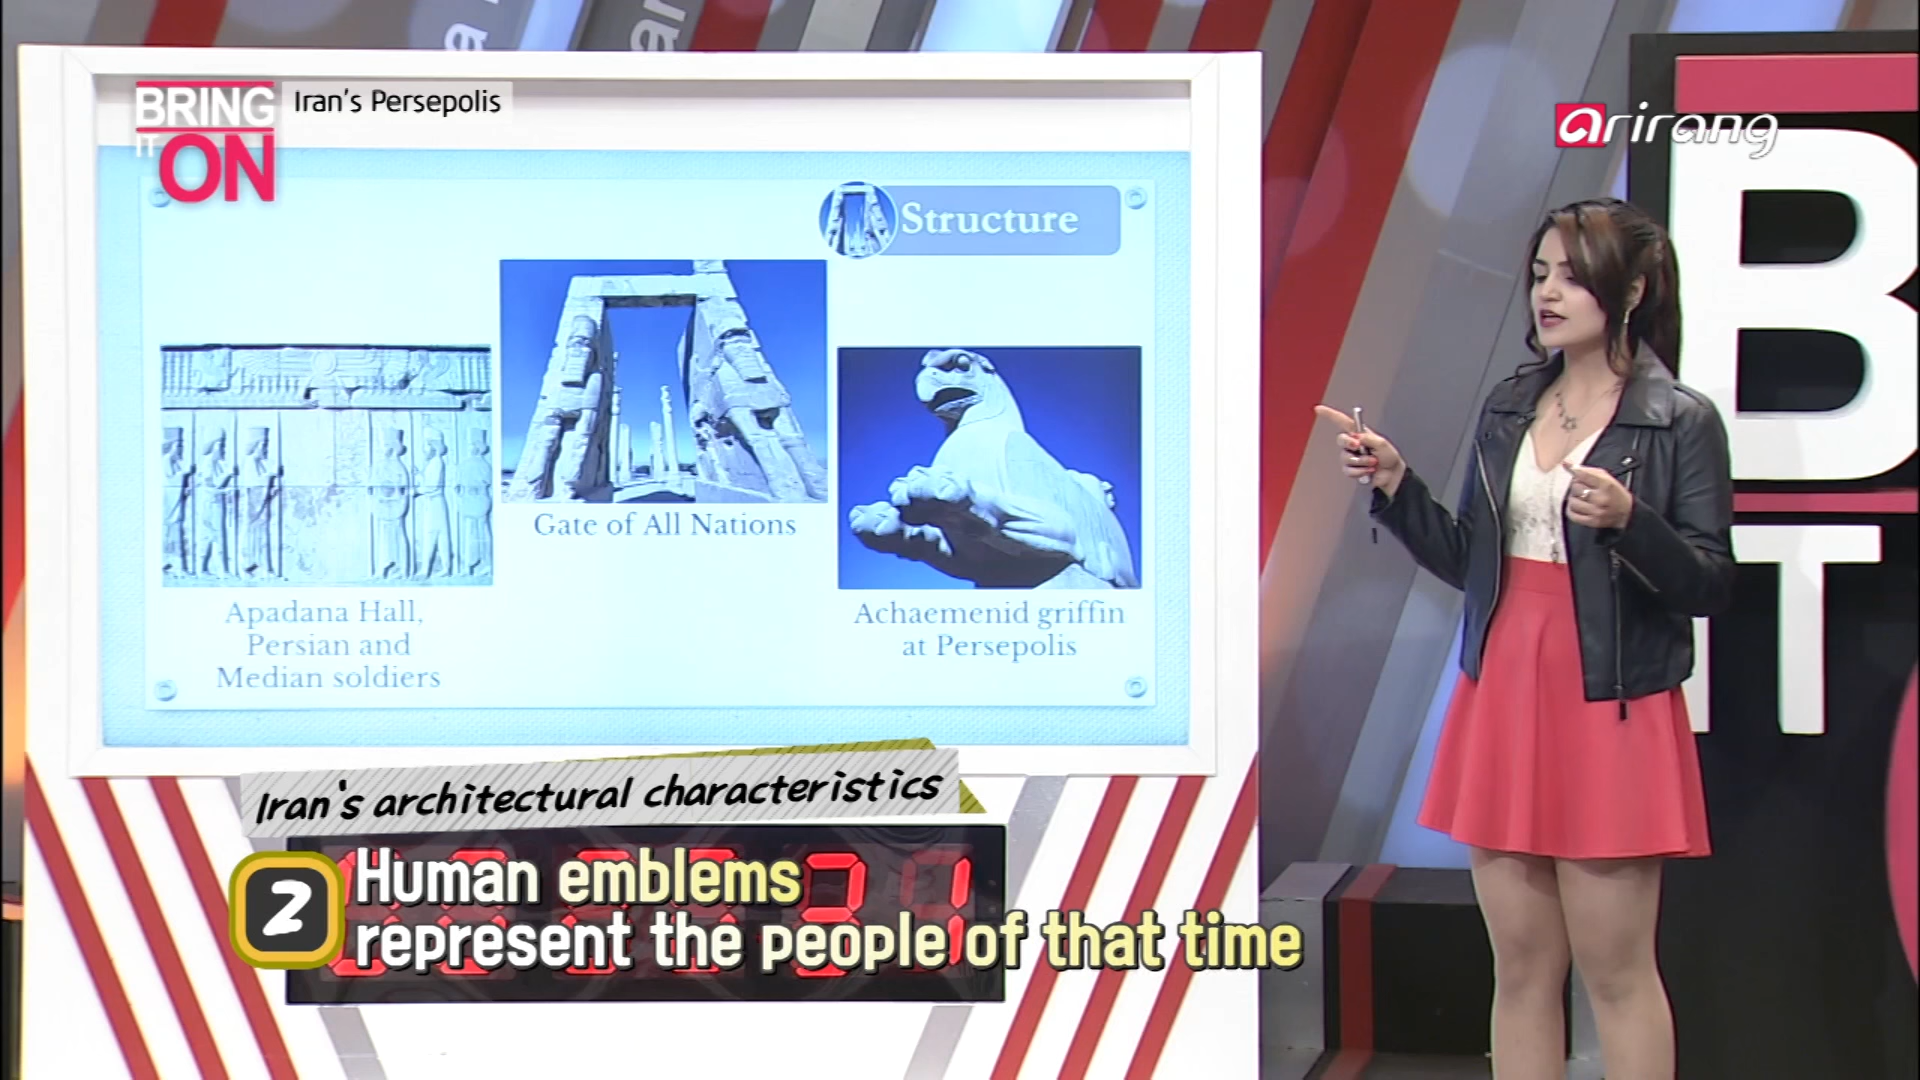 BRING
IT
ON
Iran's Persepolis
arirang
Structure
Gate of All Nations
Apadana Hall,
Persian and
Median soldiers
Achaemenid griffin
at Persepolis
Iran's architectural characteristics
2
Human emblems
represent the people of that time
B
IT